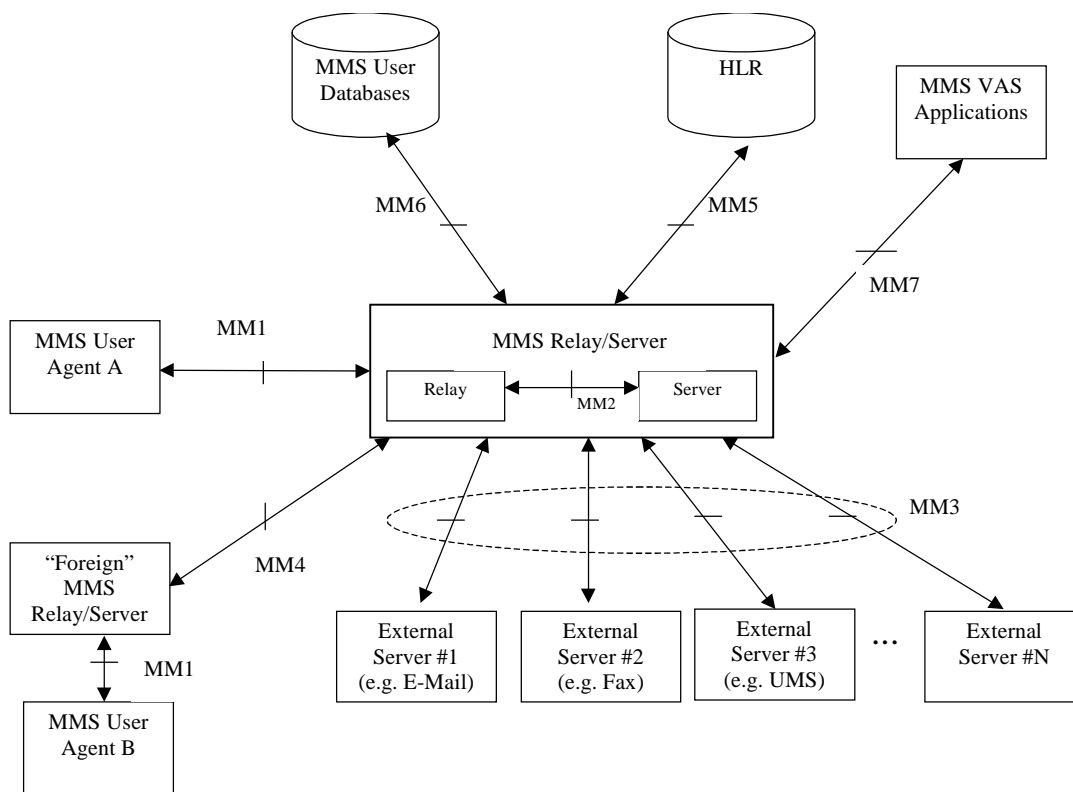 MMS User
Databases
HLR
MMS VAS
Applications
MM6
MM5
MM7
MM1
MMS User
Agent A
MMS Relay/Server
Relay
MM2
Server
MM3
“Foreign”
MMS
Relay/Server
MM4
MM1
MMS User
Agent B
External
Server #1
(e.g. E-Mail)
External
Server #2
(e.g. Fax)
External
Server #3
(e.g. UMS)
...
External
Server #N